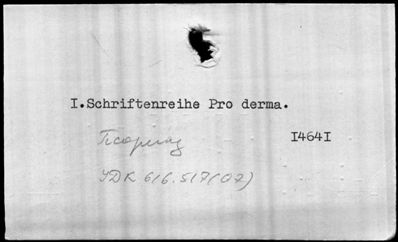 I.Schriftenreihe Pro derma.
I464I
Псориаз
УДК 616.517(07)